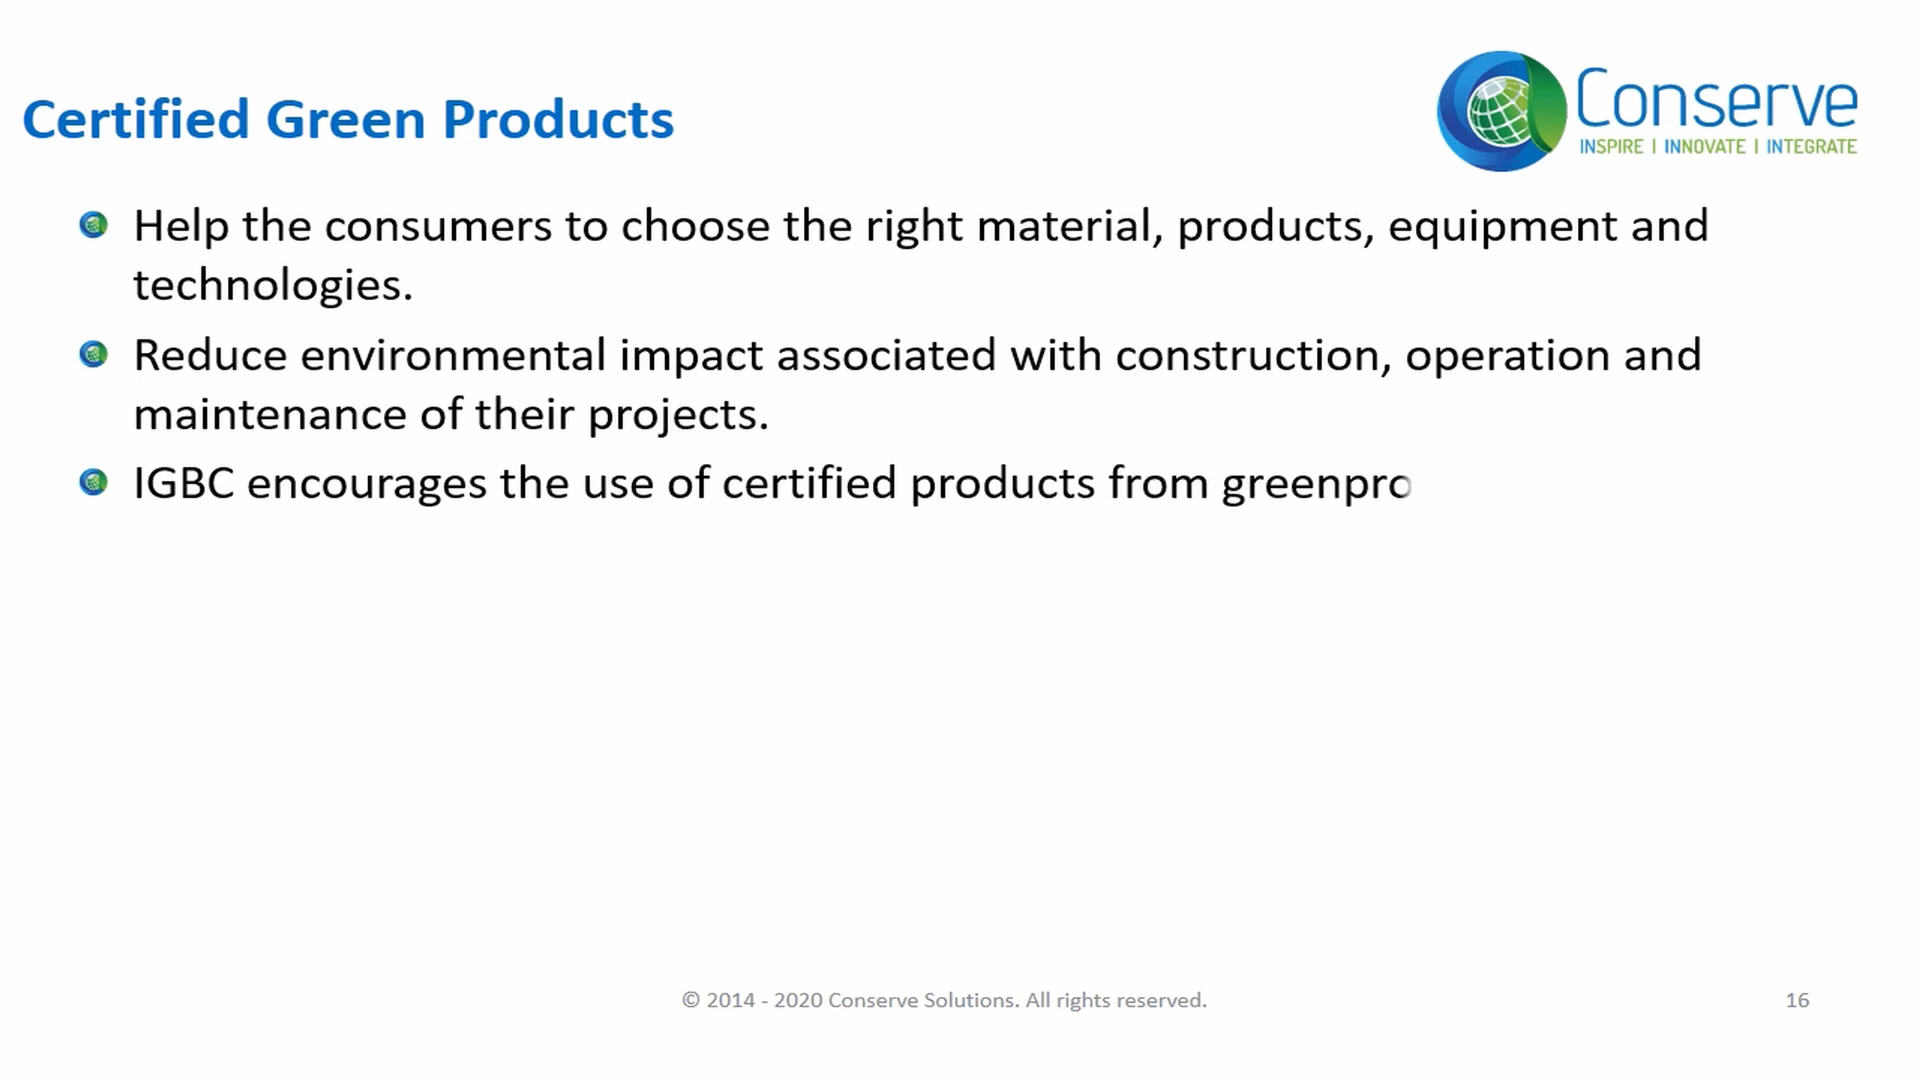 Certified Green Products
Conserve
INSPIRE | INNOVATE | INTEGRATE
Help the consumers to choose the right material, products, equipment and
technologies.
Reduce environmental impact associated with construction, operation and
maintenance of their projects.
IGBC encourages the use of certified products from greenpro
© 2014 - 2020 Conserve Solutions. All rights reserved.
16